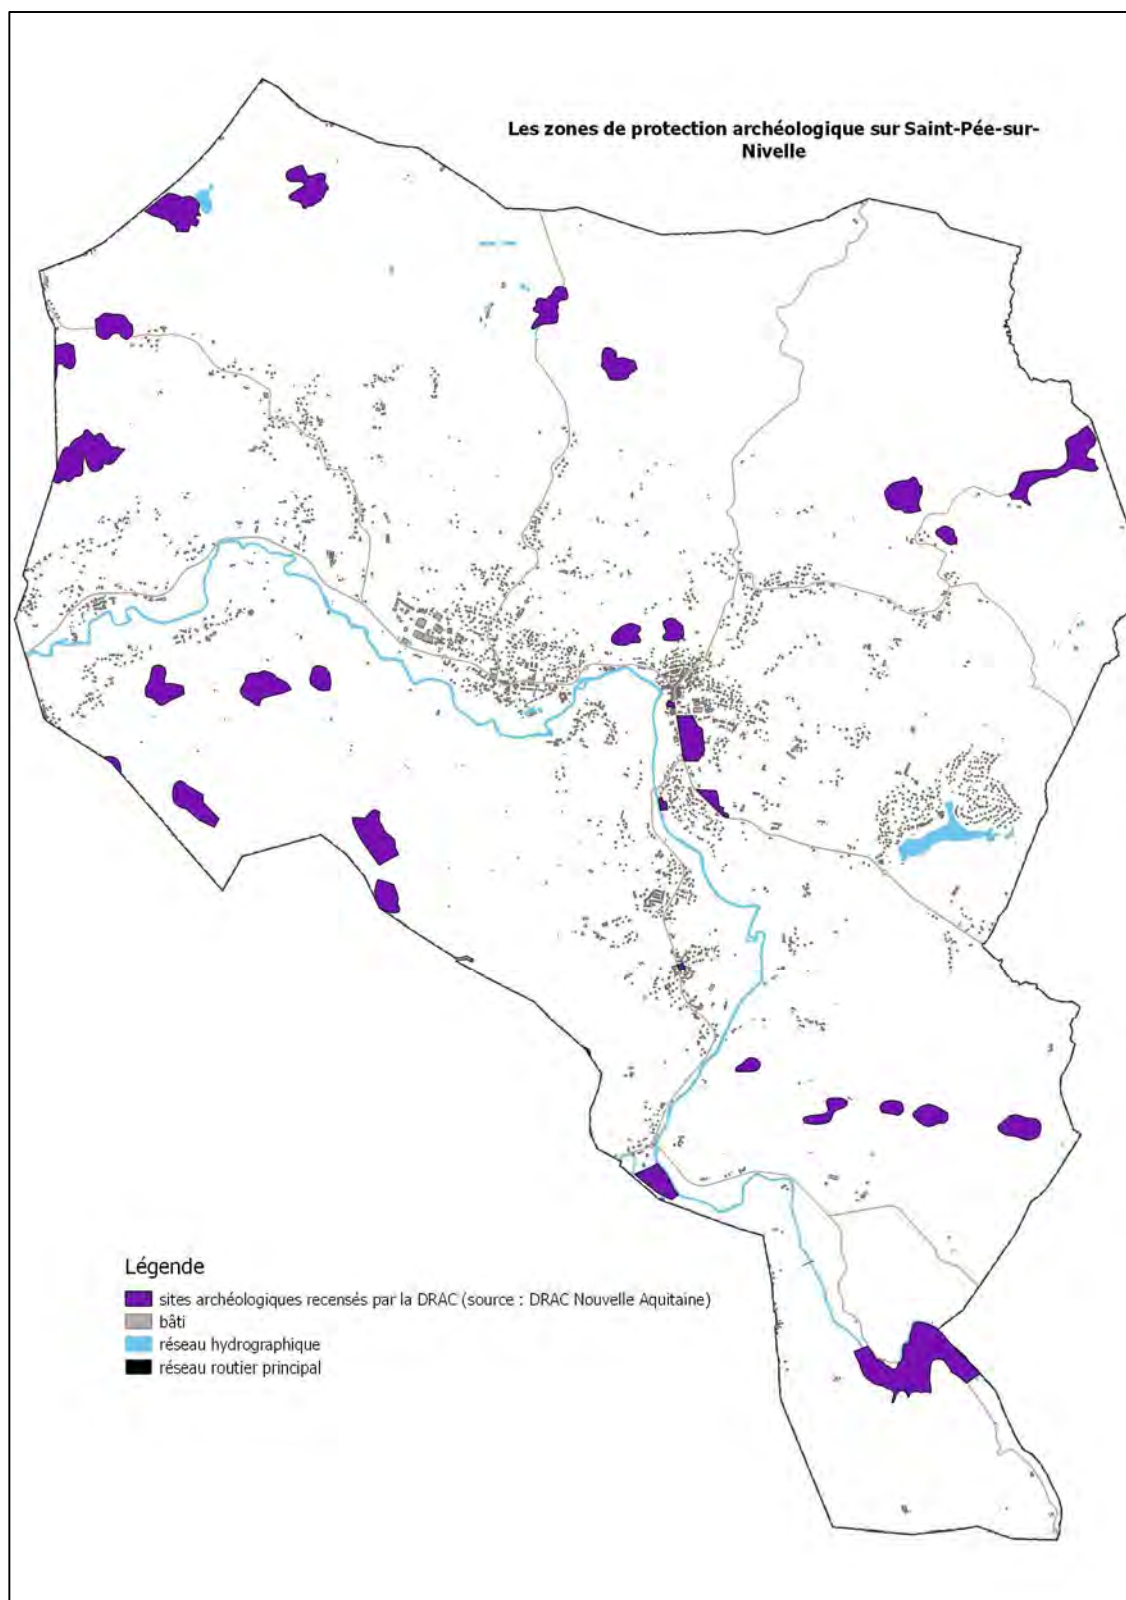 Les zones de protection archéologique sur Saint-Pée-sur-
Nivelle
Légende
sites archéologiques recensés par la DRAC (source : DRAC Nouvelle Aquitaine)
bâti
réseau hydrographique
réseau routier principal